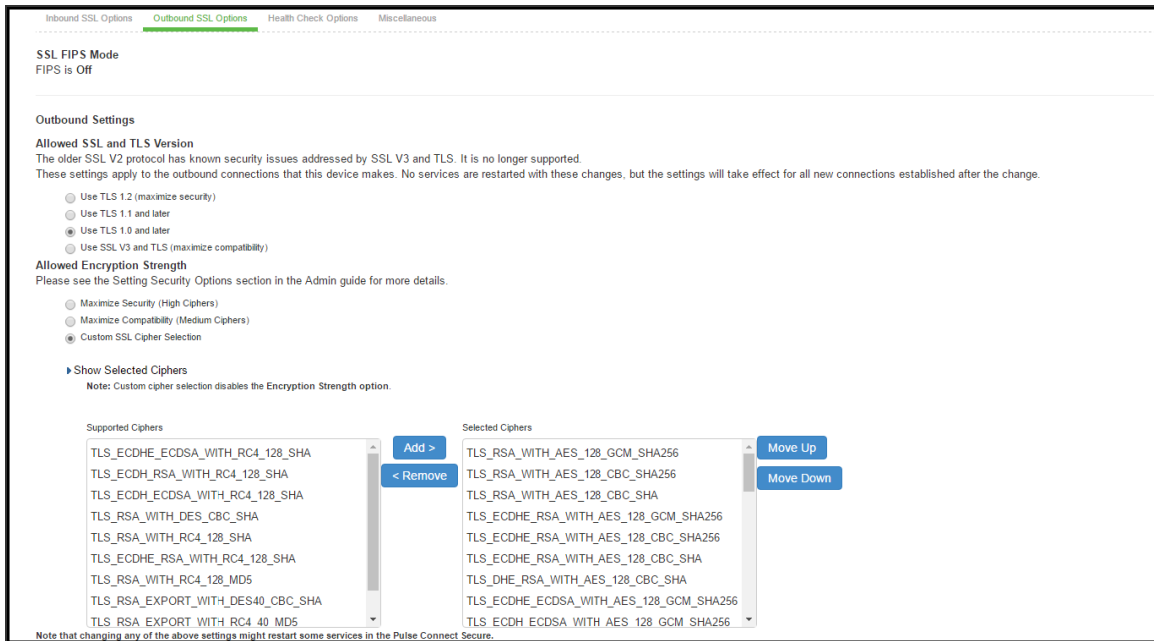 Inbound SSL Options Outbound SSL Options Health Check Options Miscellaneous
SSL FIPS Mode
FIPS is Off
Outbound Settings
Allowed SSL and TLS Version
The older SSL V2 protocol has known security issues addressed by SSL V3 and TLS. It is no longer supported.
These settings apply to the outbound connections that this device makes. No services are restarted with these changes, but the settings will take effect for all new connections established after the change.
Use TLS 1.2 (maximize security)
Use TLS 1.1 and later
Use TLS 1.0 and later
Use SSL V3 and TLS (maximize compatibility)
Allowed Encryption Strength
Please see the Setting Security Options section in the Admin guide for more details.
Maximize Security (High Ciphers)
Maximize Compatibility (Medium Ciphers)
Custom SSL Cipher Selection
Show Selected Ciphers
Note: Custom cipher selection disables the Encryption Strength option.
Supported Ciphers
TLS_ECDHE_ECDSA_WITH_RC4_128_SHA
TLS_ECDH_RSA_WITH_RC4_128_SHA
TLS_ECDH_ECDSA_WITH_RC4_128_SHA
TLS_RSA_WITH_DES_CBC_SHA
TLS_RSA_WITH_RC4_128_SHA
TLS_ECDHE_RSA_WITH_RC4_128_SHA
TLS_RSA_WITH_RC4_128_MD5
TLS_RSA_EXPORT_WITH_DES40_CBC_SHA
TLS_RSA_EXPORT_WITH_RC4_40_MD5
Add >
< Remove
Selected Ciphers
TLS_RSA_WITH_AES_128_GCM_SHA256
TLS_RSA_WITH_AES_128_CBC_SHA256
TLS_RSA_WITH_AES_128_CBC_SHA
TLS_ECDHE_RSA_WITH_AES_128_GCM_SHA256
TLS_ECDHE_RSA_WITH_AES_128_CBC_SHA256
TLS_ECDHE_RSA_WITH_AES_128_CBC_SHA
TLS_DHE_RSA_WITH_AES_128_CBC_SHA
TLS_ECDHE_ECDSA_WITH_AES_128_GCM_SHA256
TLS_ECDH_ECDSA_WITH_AES_128_GCM_SHA256
Move Up
Move Down
Note that changing any of the above settings might restart some services in the Pulse Connect Secure.